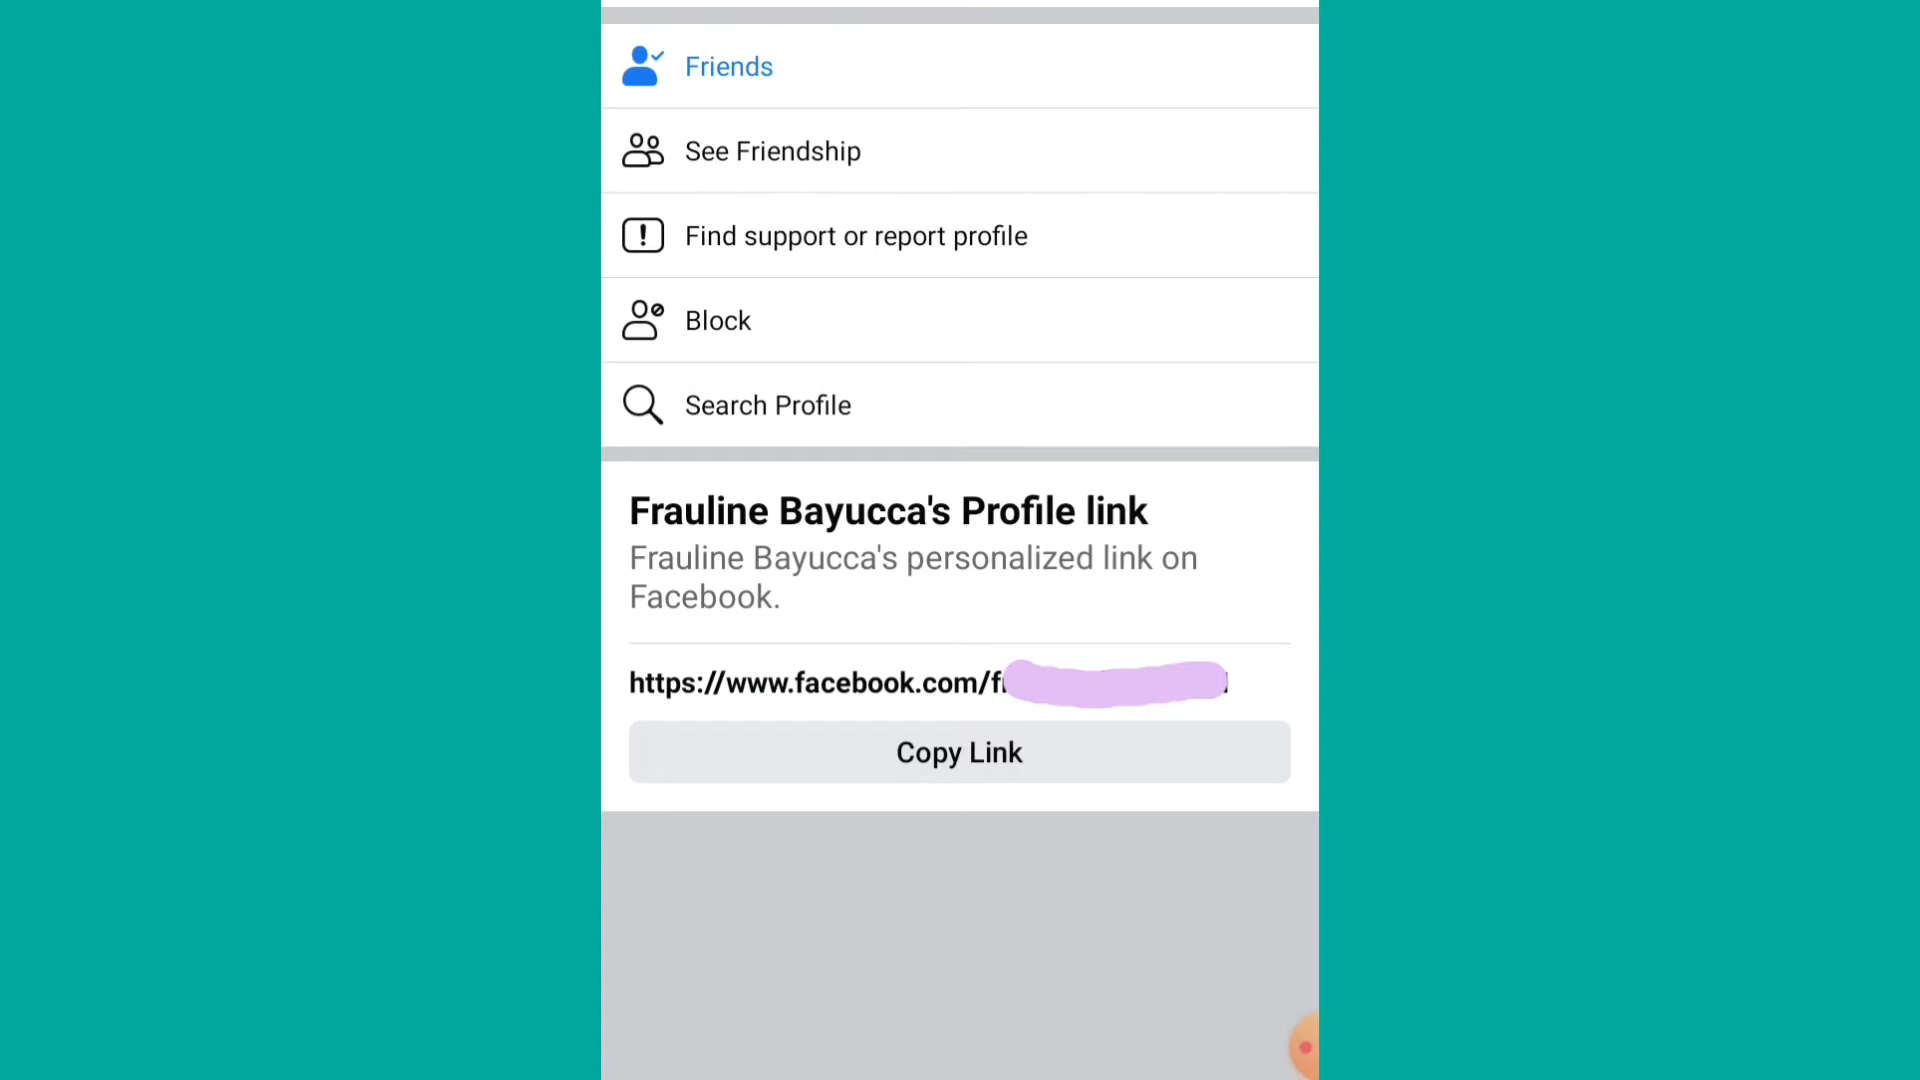 Friends
See Friendship
Find support or report profile
Block
Search Profile
Frauline Bayucca's Profile link
Frauline Bayucca's personalized link on
Facebook.
https://www.facebook.com/f
Copy Link